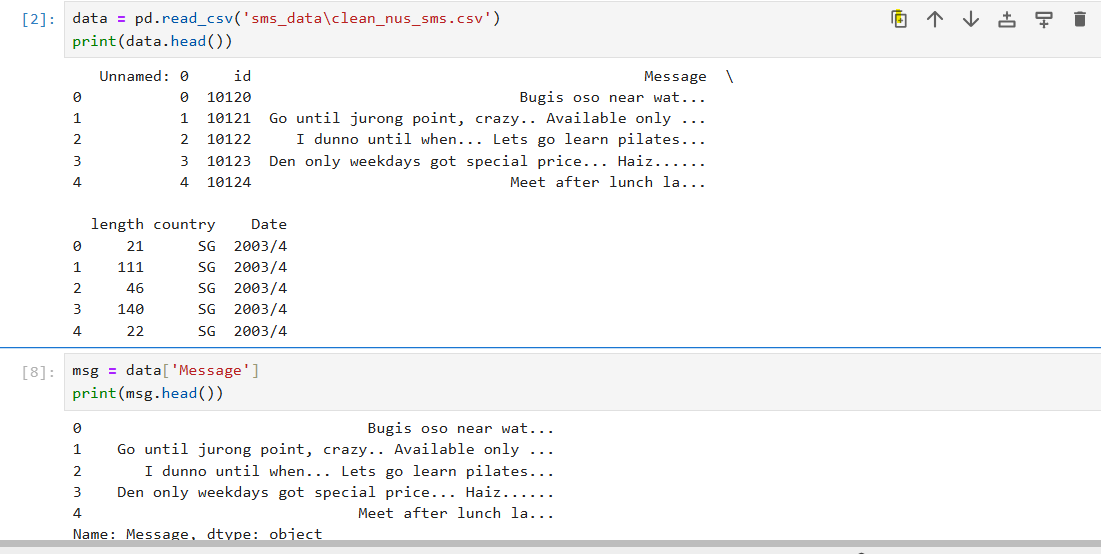 [2]: data = pd.read_csv('sms_data\clean_nus_sms.csv')
print(data.head())
Unnamed: 0 id Message \
0 0 10120 Bugis oso near wat...
1 1 10121 Go until jurong point, crazy.. Available only ...
2 2 10122 I dunno until when... Lets go learn pilates...
3 3 10123 Den only weekdays got special price... Haiz......
4 4 10124 Meet after lunch la...
length country Date
0 21 SG 2003/4
1 111 SG 2003/4
2 46 SG 2003/4
3 140 SG 2003/4
4 22 SG 2003/4
[8]: msg = data['Message']
print(msg.head())
0 Bugis oso near wat...
1 Go until jurong point, crazy.. Available only ...
2 I dunno until when... Lets go learn pilates...
3 Den only weekdays got special price... Haiz......
4 Meet after lunch la...
Name: Message, dtype: object